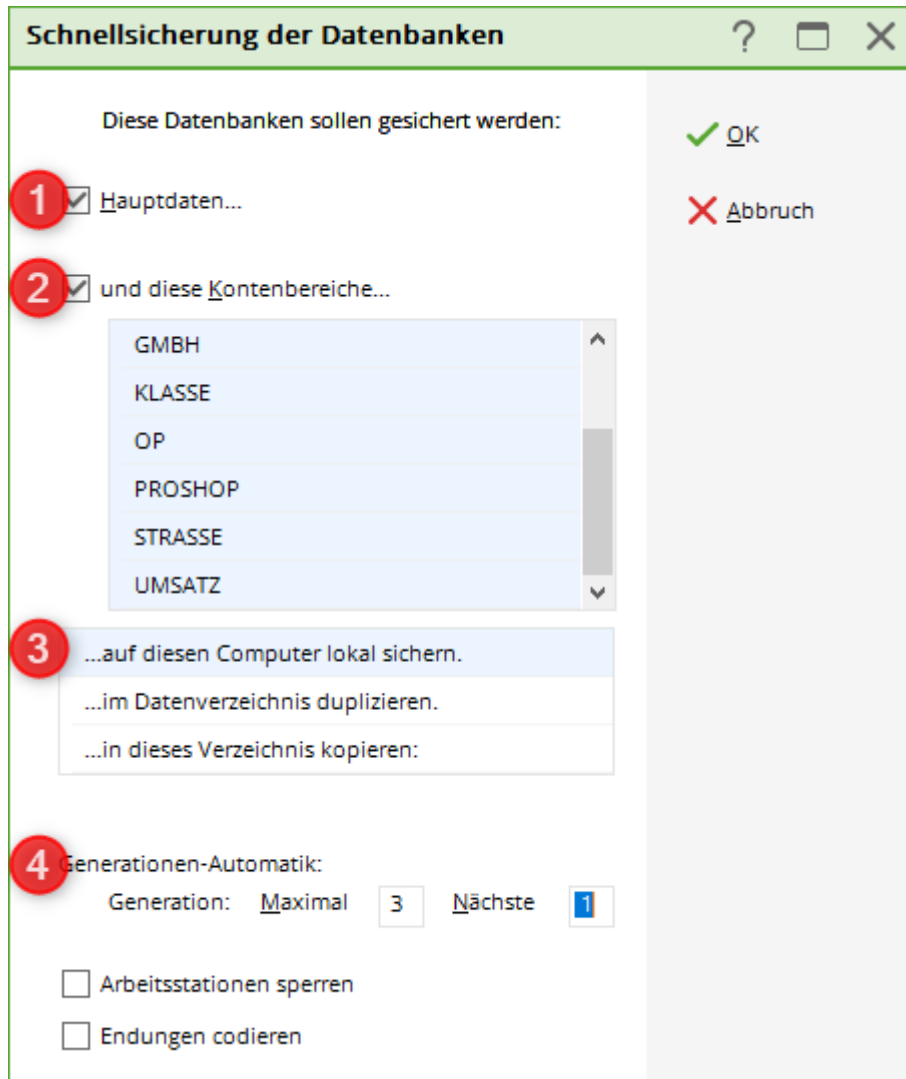 Schnellsicherung der Datenbanken ?
Diese Datenbanken sollen gesichert werden:
OK
1 Hauptdaten...
Abbruch
2 und diese Kontenbereiche...
GMBH
KLASSE
OP
PROSHOP
STRASSE
UMSATZ
3 ...auf diesen Computer lokal sichern.
...im Datenverzeichnis duplizieren.
...in dieses Verzeichnis kopieren:
4 Generationen-Automatik:
Generation: Maximal 3 Nächste 1
Arbeitsstationen sperren
Endungen codieren